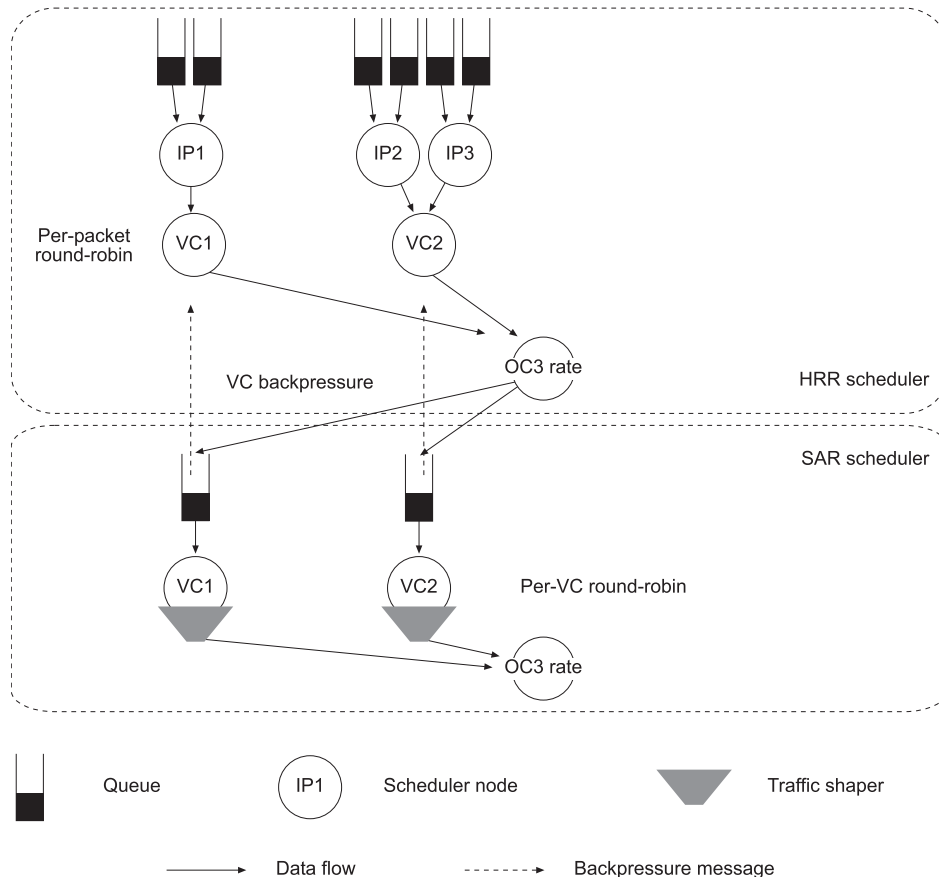 IP1
IP2
IP3
Per-packet
round-robin
VC1
VC2
OC3 rate
VC backpressure
HRR scheduler
SAR scheduler
VC1
VC2
Per-VC round-robin
OC3 rate
Queue
IP1
Scheduler node
Traffic shaper
Data flow
Backpressure message